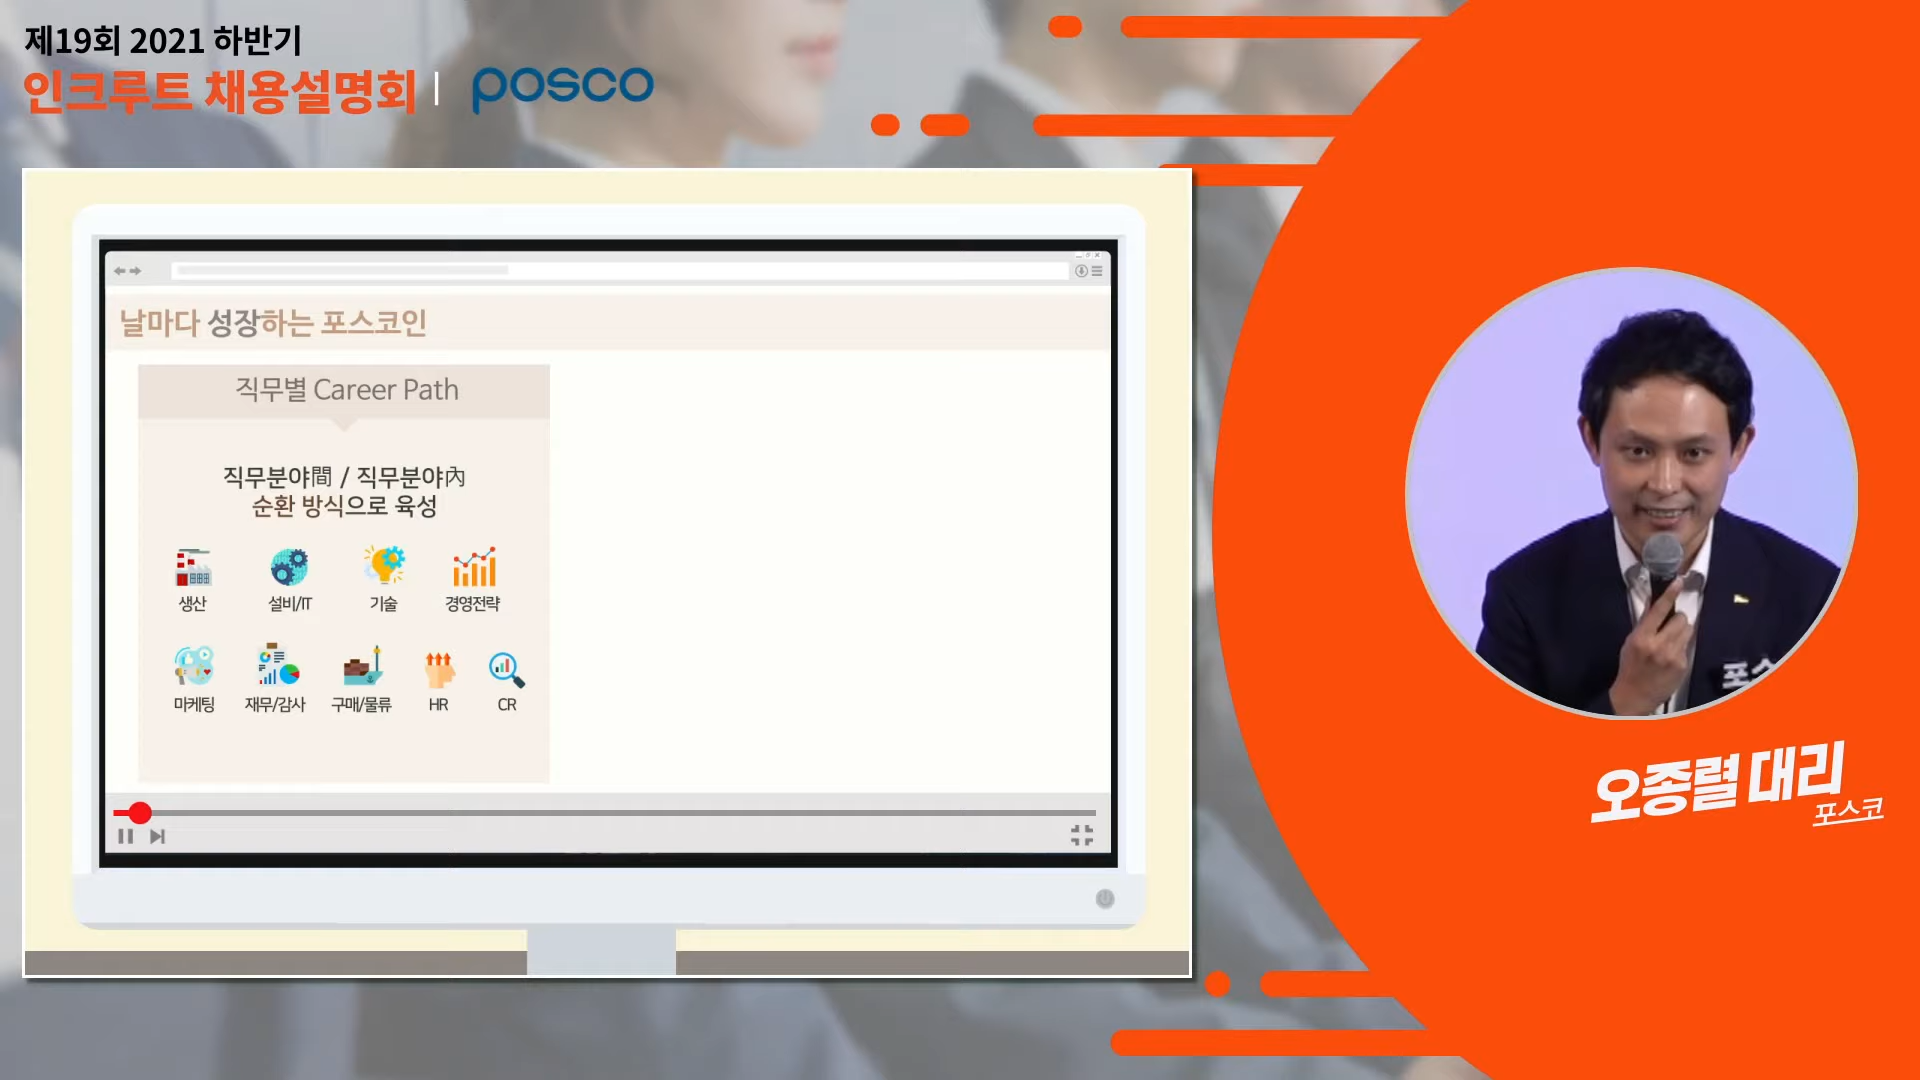 제19회 2021 하반기
인크루트 채용설명회
posco
날마다 성장하는 포스코인
직무별 Career Path
직무분야間 / 직무분야內
순환 방식으로 육성
생산
설비/IT
기술
경영전략
마케팅
재무/감사
구매/물류
HR
CR
포스
오종렬 대리
포스코